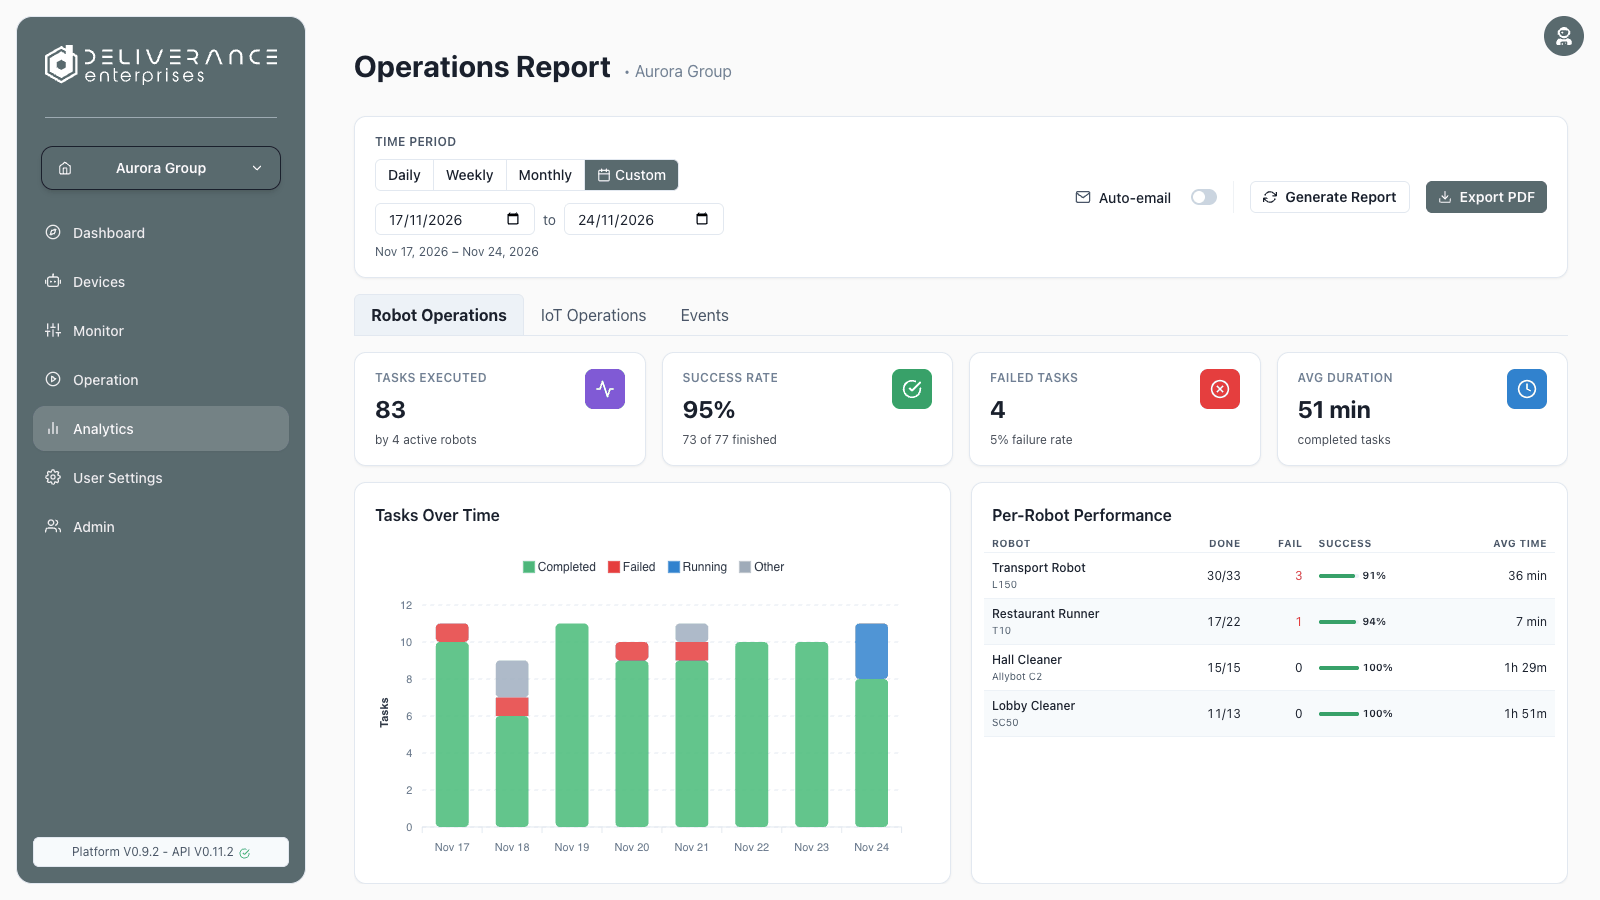 DELIVERANCE
enterprises
Aurora Group
Dashboard
Devices
Monitor
Operation
Analytics
User Settings
Admin
Platform V0.9.2 - API V0.11.2
Operations Report • Aurora Group
TIME PERIOD
Daily Weekly Monthly Custom
17/11/2026 to 24/11/2026
Nov 17, 2026 – Nov 24, 2026
Auto-email Generate Report Export PDF
Robot Operations IoT Operations Events
TASKS EXECUTED
83
by 4 active robots
SUCCESS RATE
95%
73 of 77 finished
FAILED TASKS
4
5% failure rate
AVG DURATION
51 min
completed tasks
Tasks Over Time
Completed Failed Running Other
Tasks
12
10
8
6
4
2
0
Nov 17 Nov 18 Nov 19 Nov 20 Nov 21 Nov 22 Nov 23 Nov 24
Per-Robot Performance
ROBOT DONE FAIL SUCCESS AVG TIME
Transport Robot 30/33 3 91% 36 min
L150
Restaurant Runner 17/22 1 94% 7 min
T10
Hall Cleaner 15/15 0 100% 1h 29m
Allybot C2
Lobby Cleaner 11/13 0 100% 1h 51m
SC50